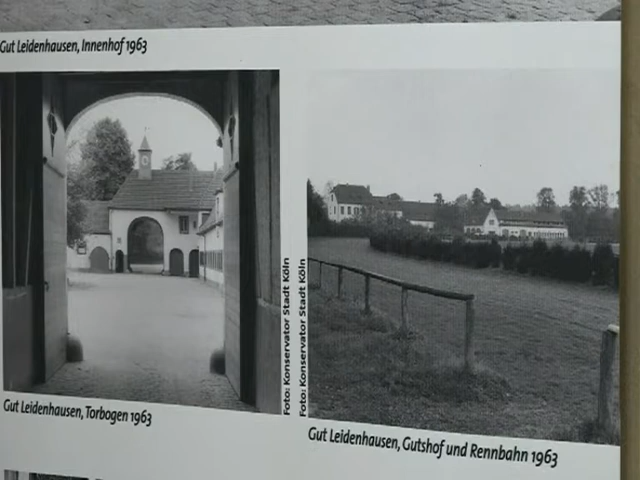 Gut Leidenhausen, Innenhof 1963
Foto: Konservator Stadt Köln
Foto: Konservator Stadt Köln
Gut Leidenhausen, Torbogen 1963
Gut Leidenhausen, Gutshof und Rennbahn 1963